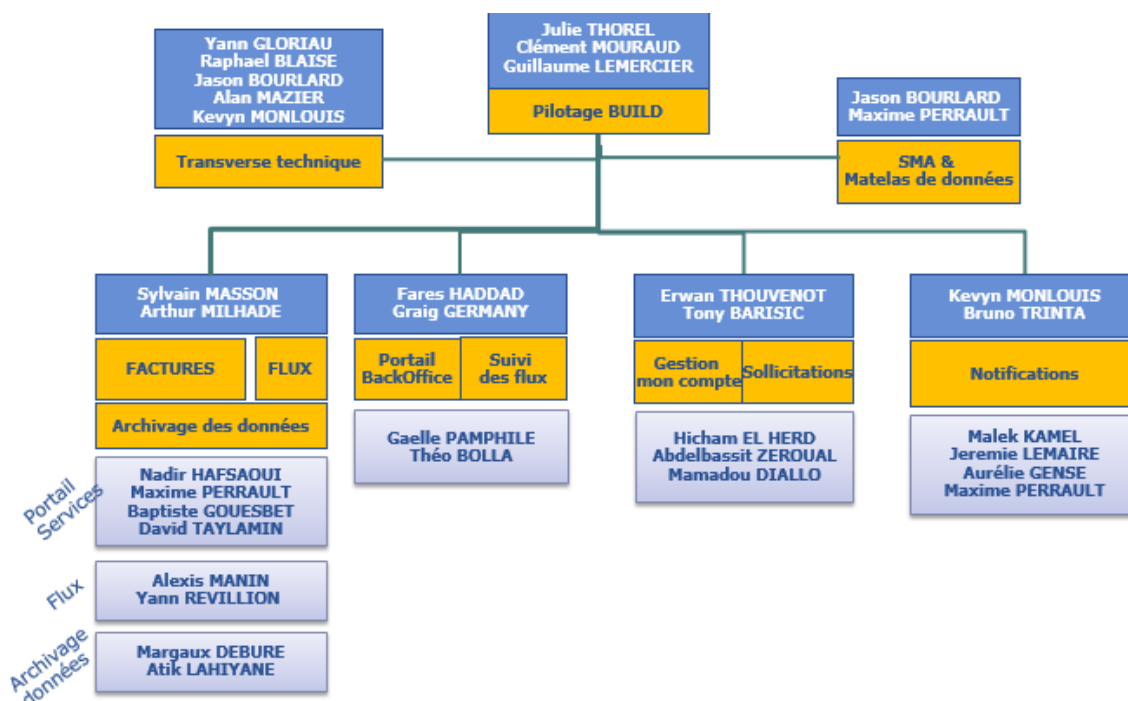 Julie THOREL
Clément MOURAUD
Guillaume LEMERCIER
Pilotage BUILD
Yann GLORIAU
Raphael BLAISE
Jason BOURLARD
Alan MAZIER
Kevyn MONLOUIS
Transverse technique
Jason BOURLARD
Maxime PERRAULT
SMA &
Matelas de données
Sylvain MASSON
Arthur MILHADE
FACTURES
FLUX
Archivage des données
Portail
Services
Nadir HAFSAOUI
Maxime PERRAULT
Baptiste GOUESBET
David TAYLAMIN
Flux
Alexis MANIN
Yann REVILLION
Archivage
données
Margaux DEBURE
Atik LAHIYANE
Fares HADDAD
Graig GERMANY
Portail
BackOffice
Suivi
des flux
Gaelle PAMPHILE
Théo BOLLA
Erwan THOUVENOT
Tony BARISIC
Gestion
mon compte
Sollicitations
Hicham EL HERD
Abdelbassit ZEROUAL
Mamadou DIALLO
Kevyn MONLOUIS
Bruno TRINTA
Notifications
Malek KAMEL
Jeremie LEMAIRE
Aurélie GENSE
Maxime PERRAULT